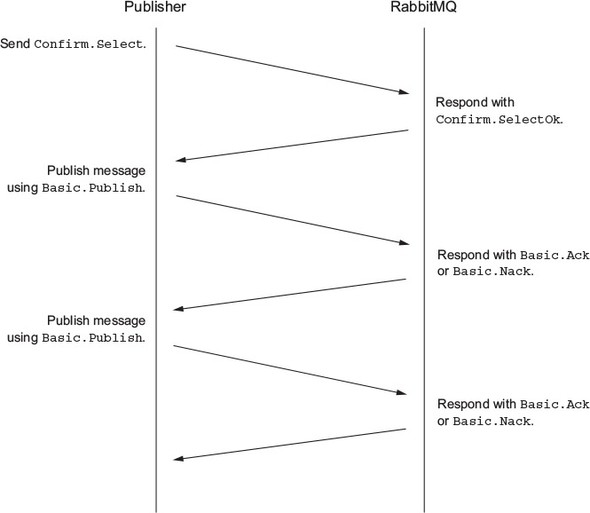 Publisher
RabbitMQ
Send Confirm.Select.
Respond with
Confirm.SelectOk.
Publish message
using Basic.Publish.
Respond with Basic.Ack
or Basic.Nack.
Publish message
using Basic.Publish.
Respond with Basic.Ack
or Basic.Nack.